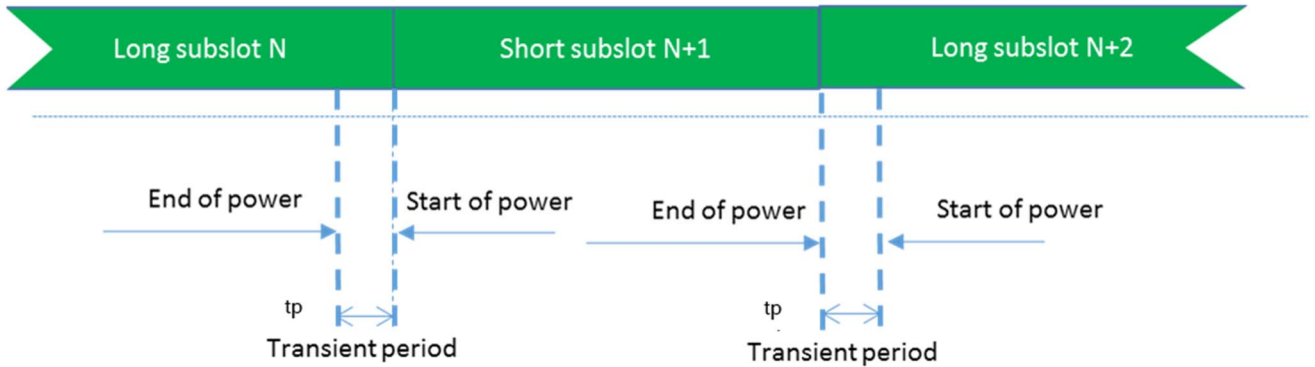 Long subslot N
Short subslot N+1
Long subslot N+2
End of power
Start of power
End of power
Start of power
tp
tp
Transient period
Transient period